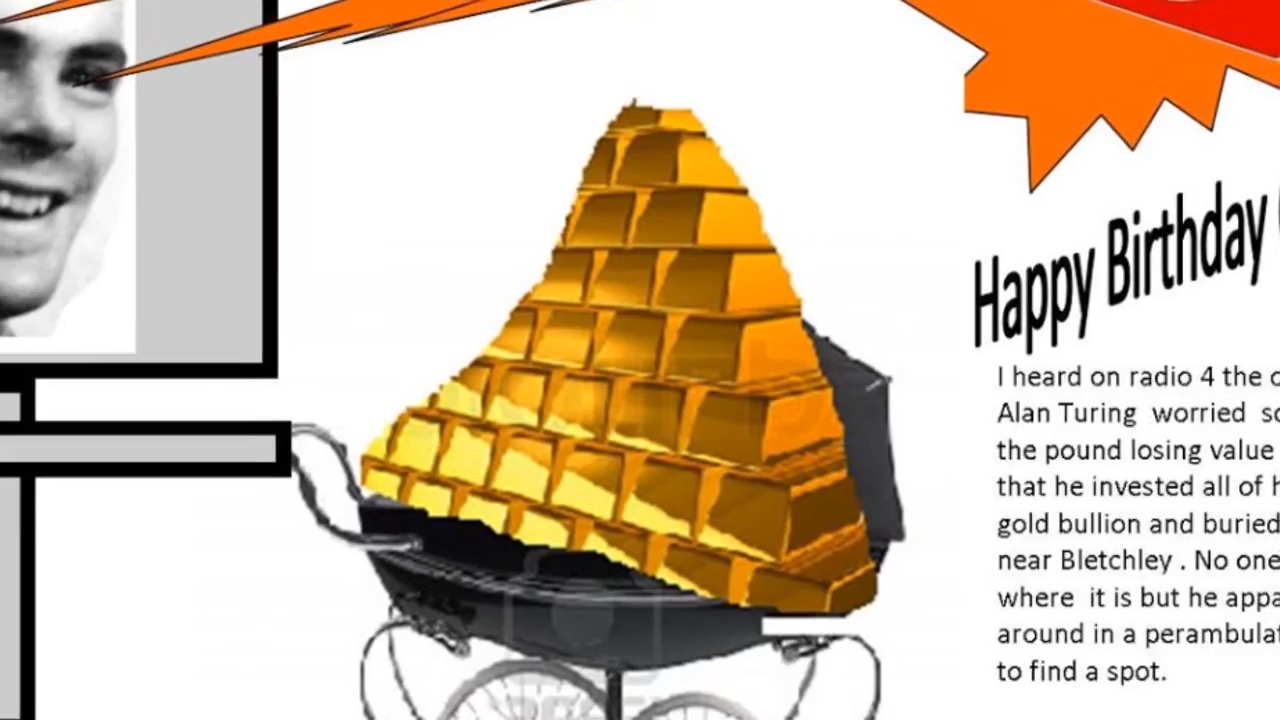 Happy Birthday
I heard on radio 4 the
Alan Turing worried
the pound losing value
that he invested all of
gold bullion and buried
near Bletchley . No one
where it is but he
around in a
to find a spot.